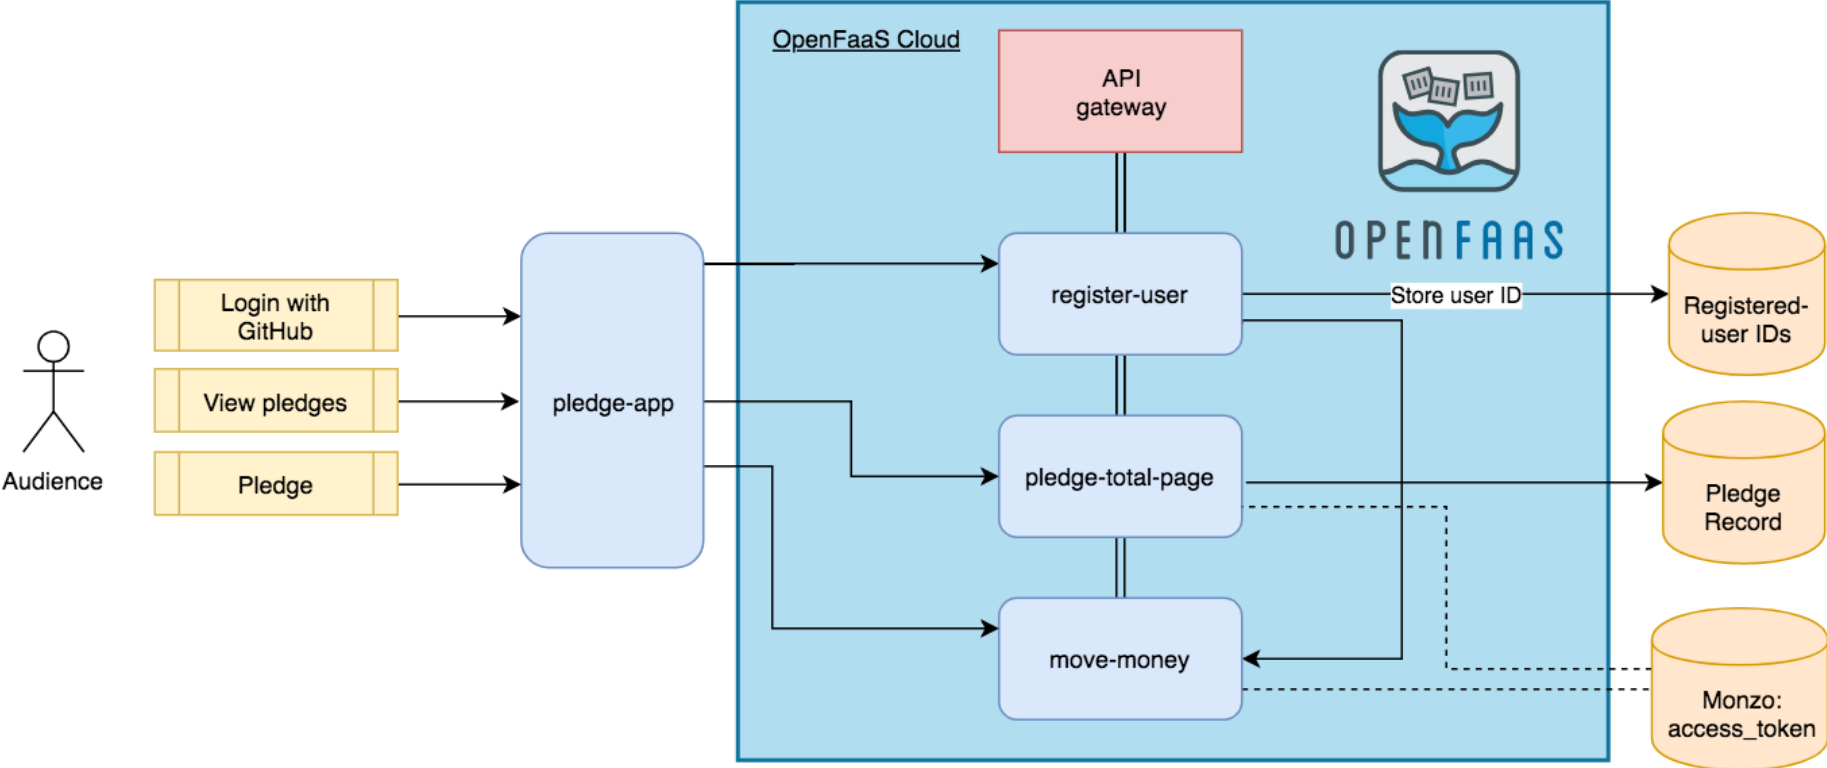 OpenFaaS Cloud
API
gateway
OPENFAAS
Login with
GitHub
View pledges
Pledge
Audience
pledge-app
register-user
Store user ID
Registered-
user IDs
pledge-total-page
Pledge
Record
move-money
Monzo:
access_token